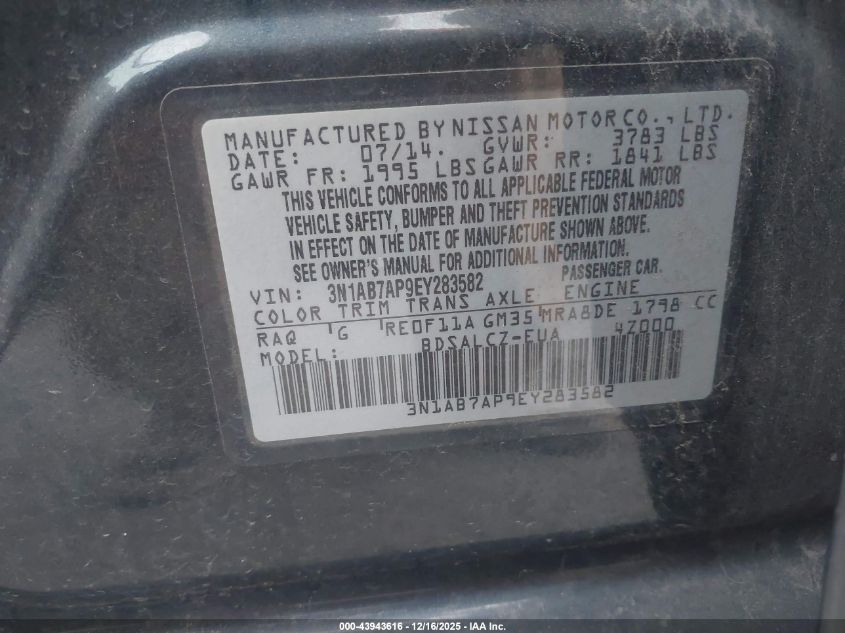 MANUFACTURED BY NISSAN MOTOR CO., LTD.
DATE: 07/14. GVWR: 3783 LBS
GAWR FR: 1995 LBS GAWR RR: 1841 LBS
THIS VEHICLE CONFORMS TO ALL APPLICABLE FEDERAL MOTOR
VEHICLE SAFETY, BUMPER AND THEFT PREVENTION STANDARDS
IN EFFECT ON THE DATE OF MANUFACTURE SHOWN ABOVE.
SEE OWNER'S MANUAL FOR ADDITIONAL INFORMATION.
VIN: 3N1AB7AP9EY283582 PASSENGER CAR.
COLOR TRIM TRANS AXLE ENGINE
RAQ G RE0F11A GM35 MRA8DE 1798 CC
MODEL: BDSALCZ-EUA 4Z000
3N1AB7AP9EY283582
000-43943616 - 12/16/2025 - IAA Inc.